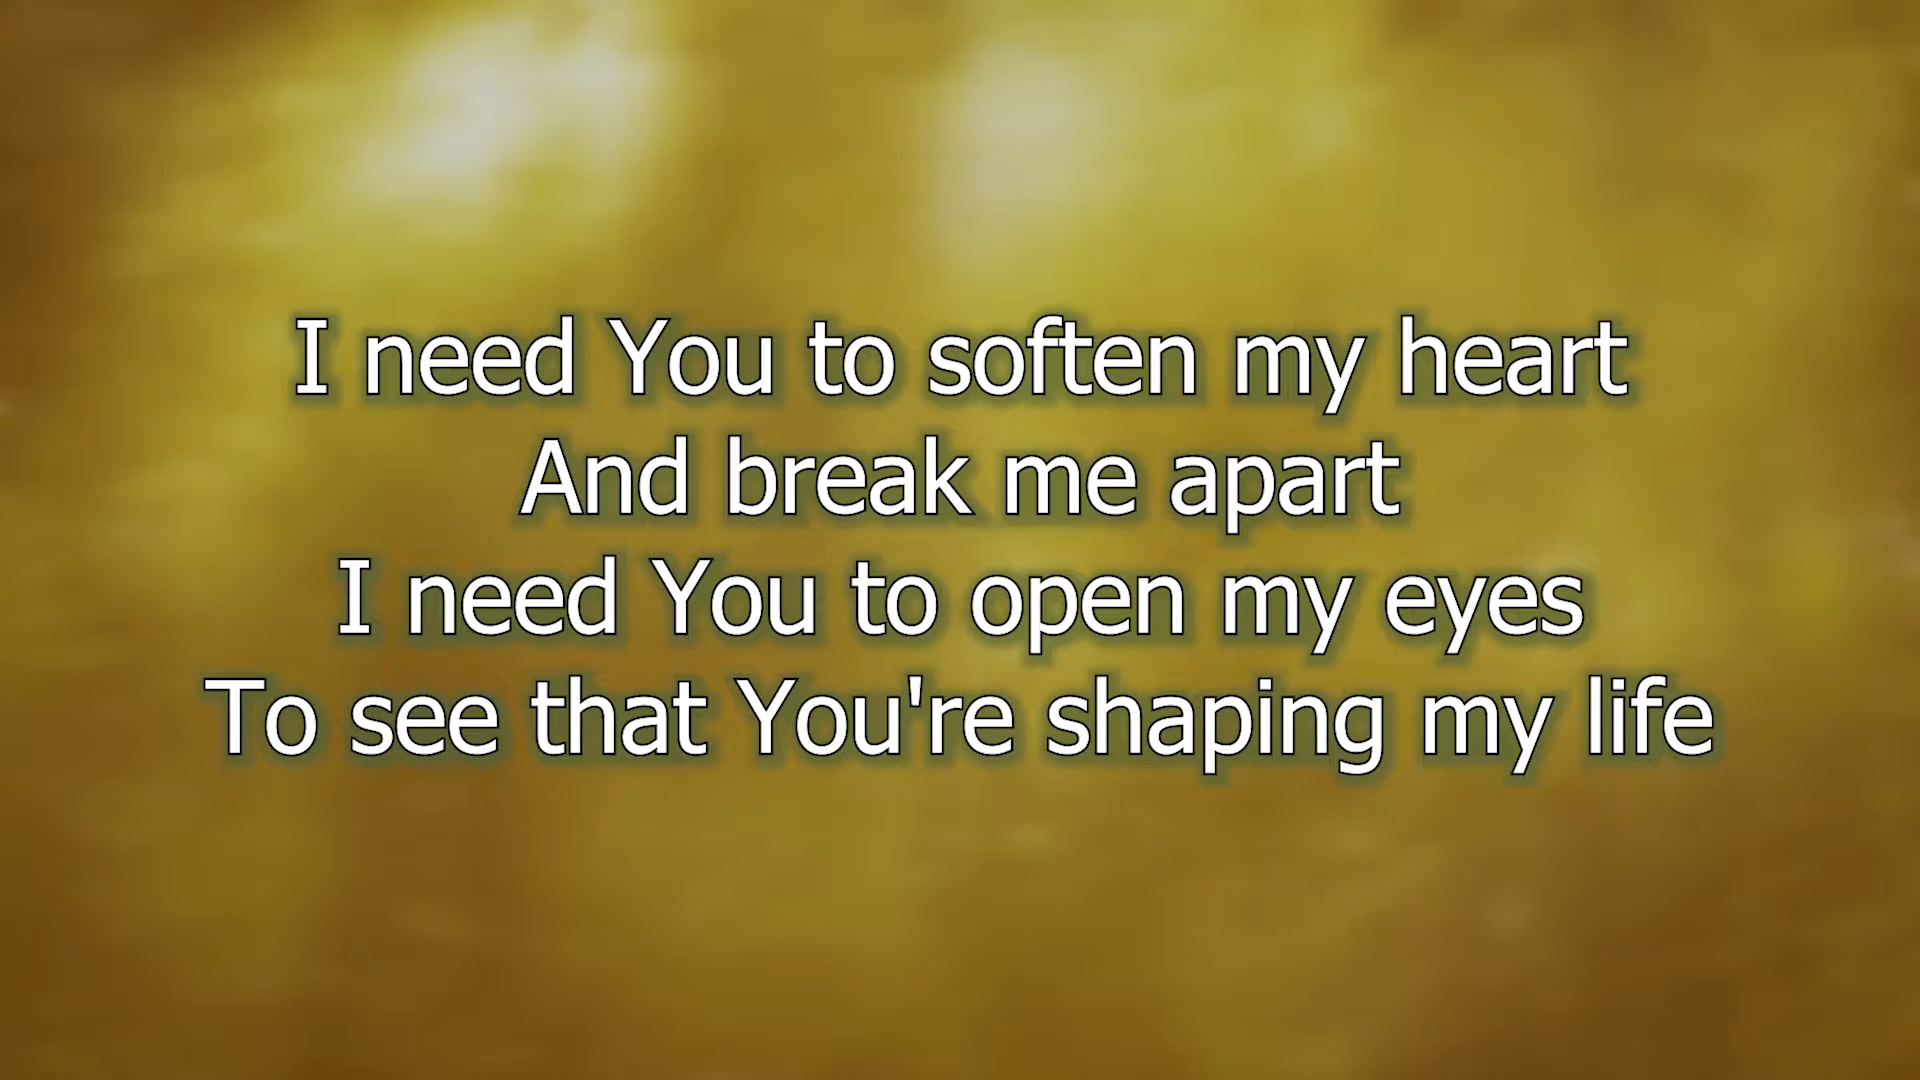 I need You to soften my heart
And break me apart
I need You to open my eyes
To see that You're shaping my life